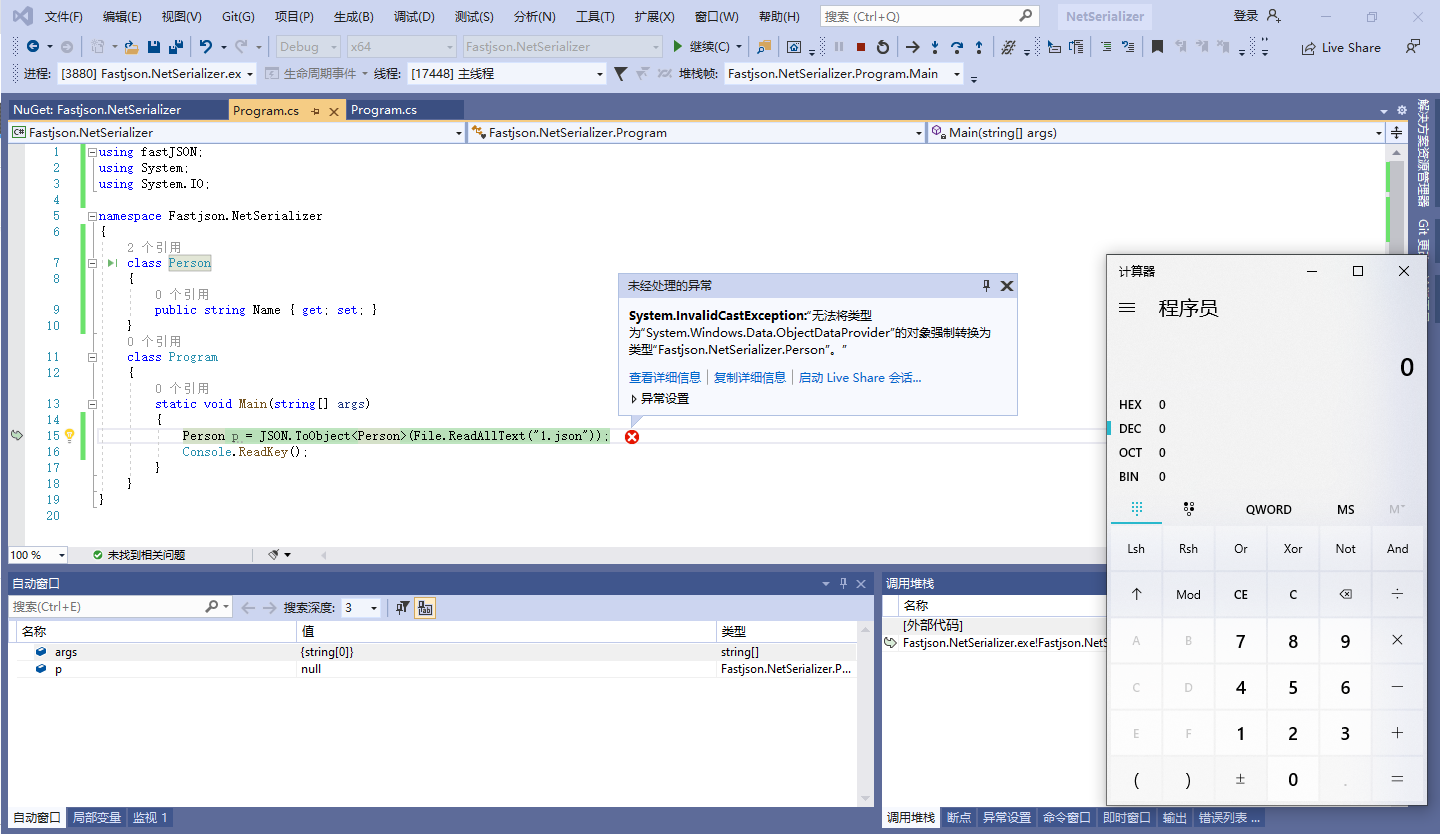 文件(F) 编辑(E) 视图(V) Git(G) 项目(P) 生成(B) 调试(D) 测试(S) 分析(N) 工具(T) 扩展(X) 窗口(W) 帮助(H) 搜索 (Ctrl+Q) NetSerializer 登录
Debug x64 Fastjson.NetSerializer 继续(C) Live Share
进程: [3880] Fastjson.NetSerializer.ex 生命周期事件 线程: [17448] 主线程 堆栈帧: Fastjson.NetSerializer.Program.Main
NuGet: Fastjson.NetSerializer Program.cs Program.cs
C# Fastjson.NetSerializer Fastjson.NetSerializer.Program Main(string[] args)
1 using fastJSON;
2 using System;
3 using System.IO;
4
5 namespace Fastjson.NetSerializer
6 {
2 个引用
7 class Person
8 {
0 个引用
9 public string Name { get; set; }
10 }
0 个引用
11 class Program
12 {
0 个引用
13 static void Main(string[] args)
14 {
15 Person p = JSON.ToObject<Person>(File.ReadAllText("1.json"));
16 Console.ReadKey();
17 }
18 }
19 }
20
未经处理的异常
System.InvalidCastException:“无法将类型
为“System.Windows.Data.ObjectDataProvider”的对象强制转换为
类型“Fastjson.NetSerializer.Person”。”
查看详细信息 复制详细信息 启动 Live Share 会话...
异常设置
100 % 未找到相关问题
自动窗口
搜索(Ctrl+E) 搜索深度: 3
名称 值 类型
args {string[0]} string[]
p null Fastjson.NetSerializer.P...
自动窗口 局部变量 监视 1
调用堆栈
名称
[外部代码]
Fastjson.NetSerializer.exe!Fastjson.NetS
调用堆栈 断点 异常设置 命令窗口 即时窗口 输出 错误列表 ...
解决方案资源管理器
Git
计算器
程序员
0
HEX 0
DEC 0
OCT 0
BIN 0
QWORD MS M
Lsh Rsh Or Xor Not And
↑ Mod CE C ⌫ ÷
A B 7 8 9 ×
C D 4 5 6 −
E F 1 2 3 +
( ) ± 0 . =